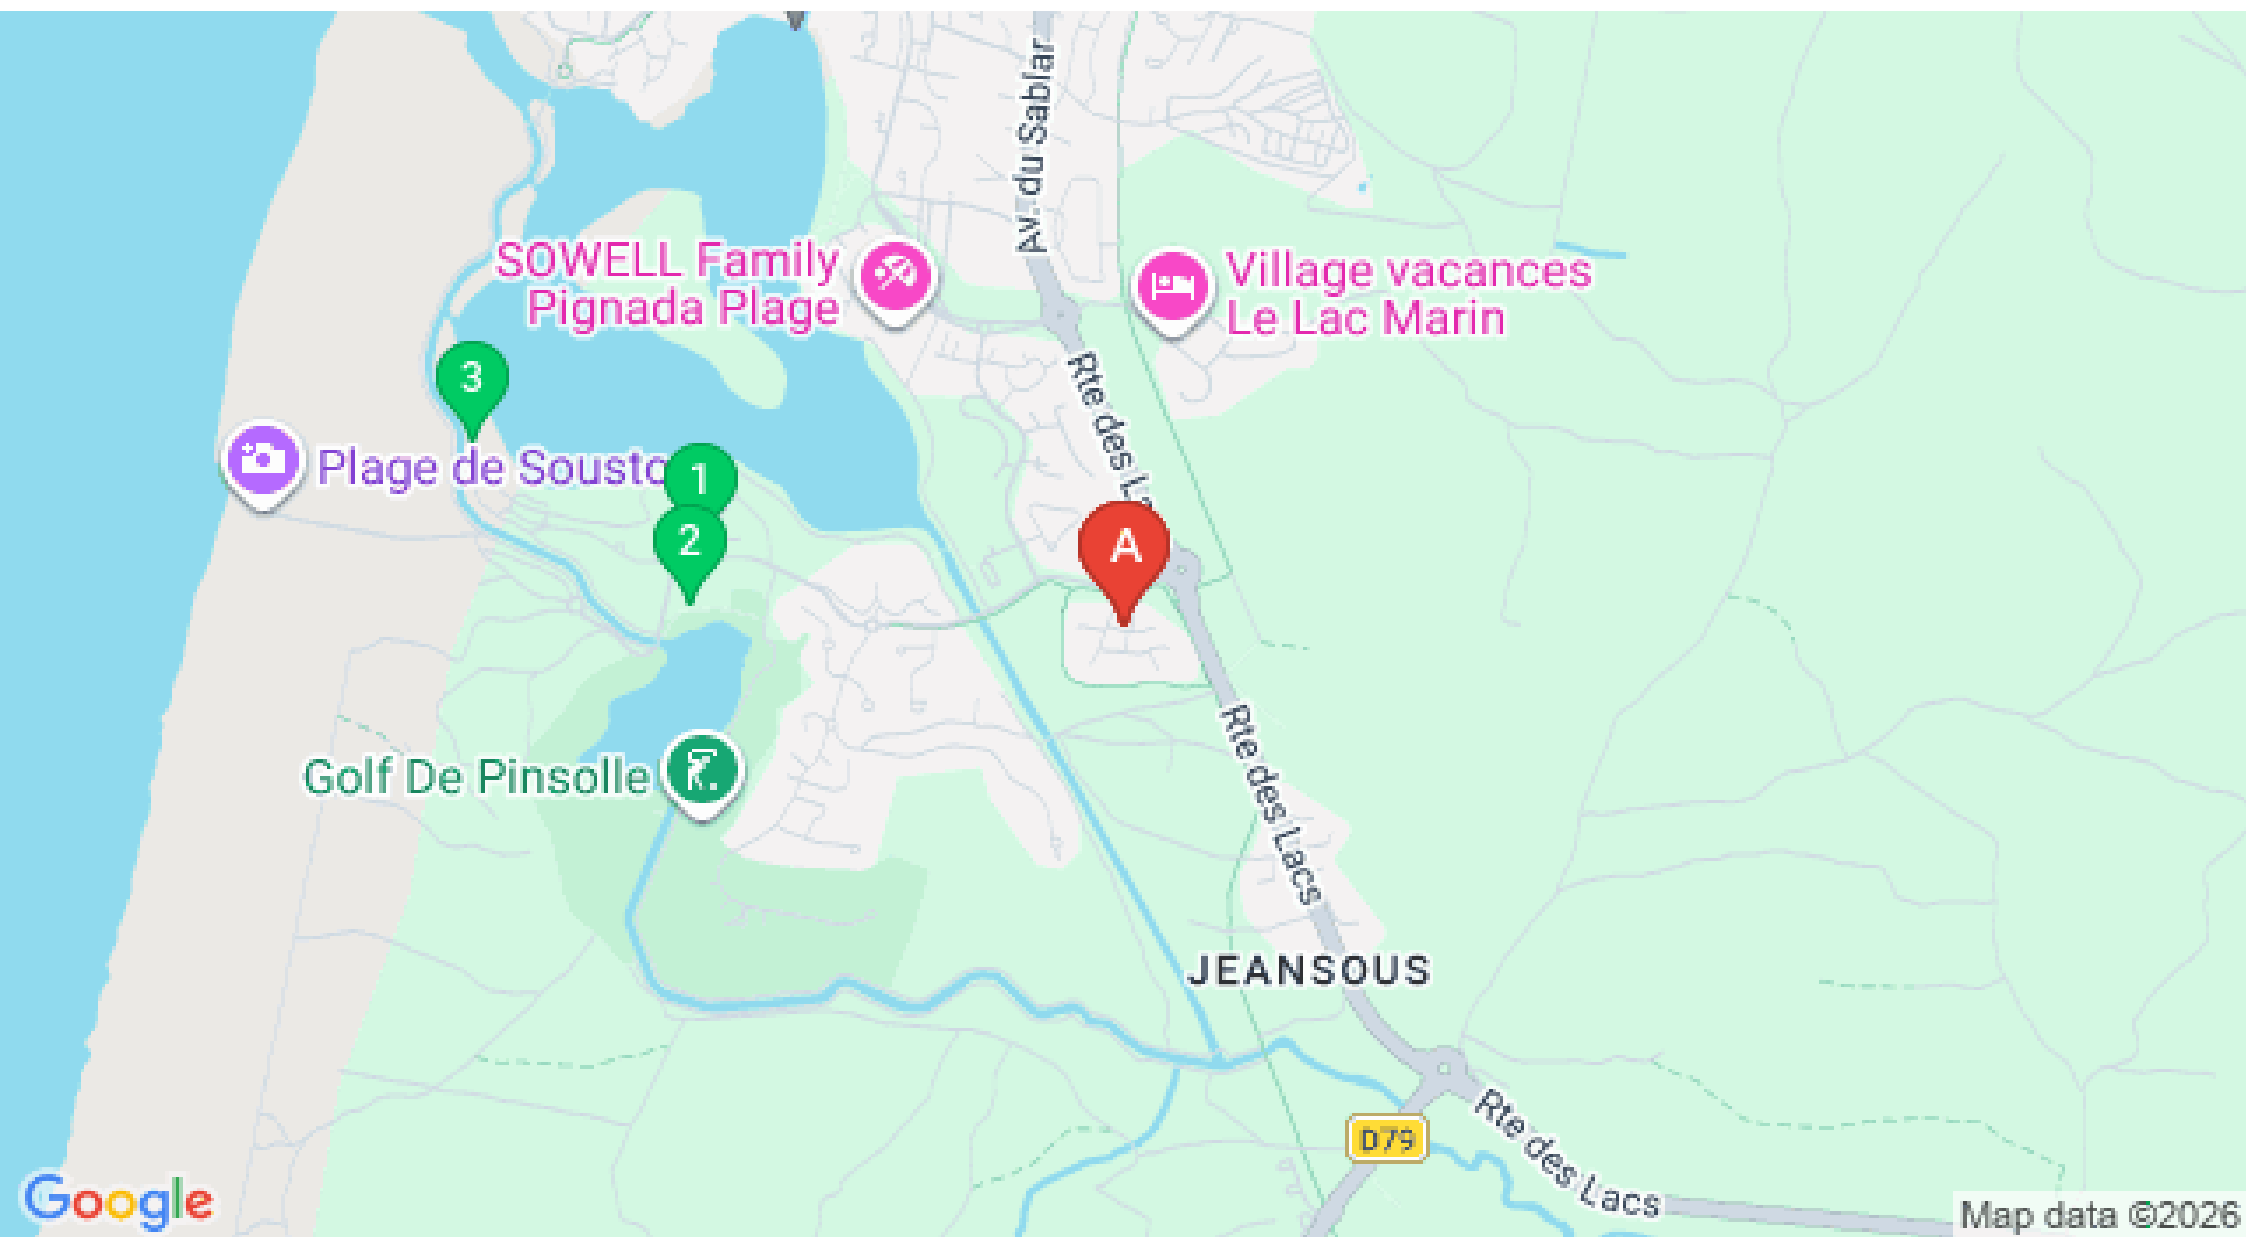 Av. du Sablar
SOWELL Family
Pignada Plage
Village vacances
Le Lac Marin
Rte des La
3
Plage de Sousto
1
2
A
Golf De Pinsolle
Rte des Lacs
JEANSOUS
D79
Rte des Lacs
Google
Map data ©2026